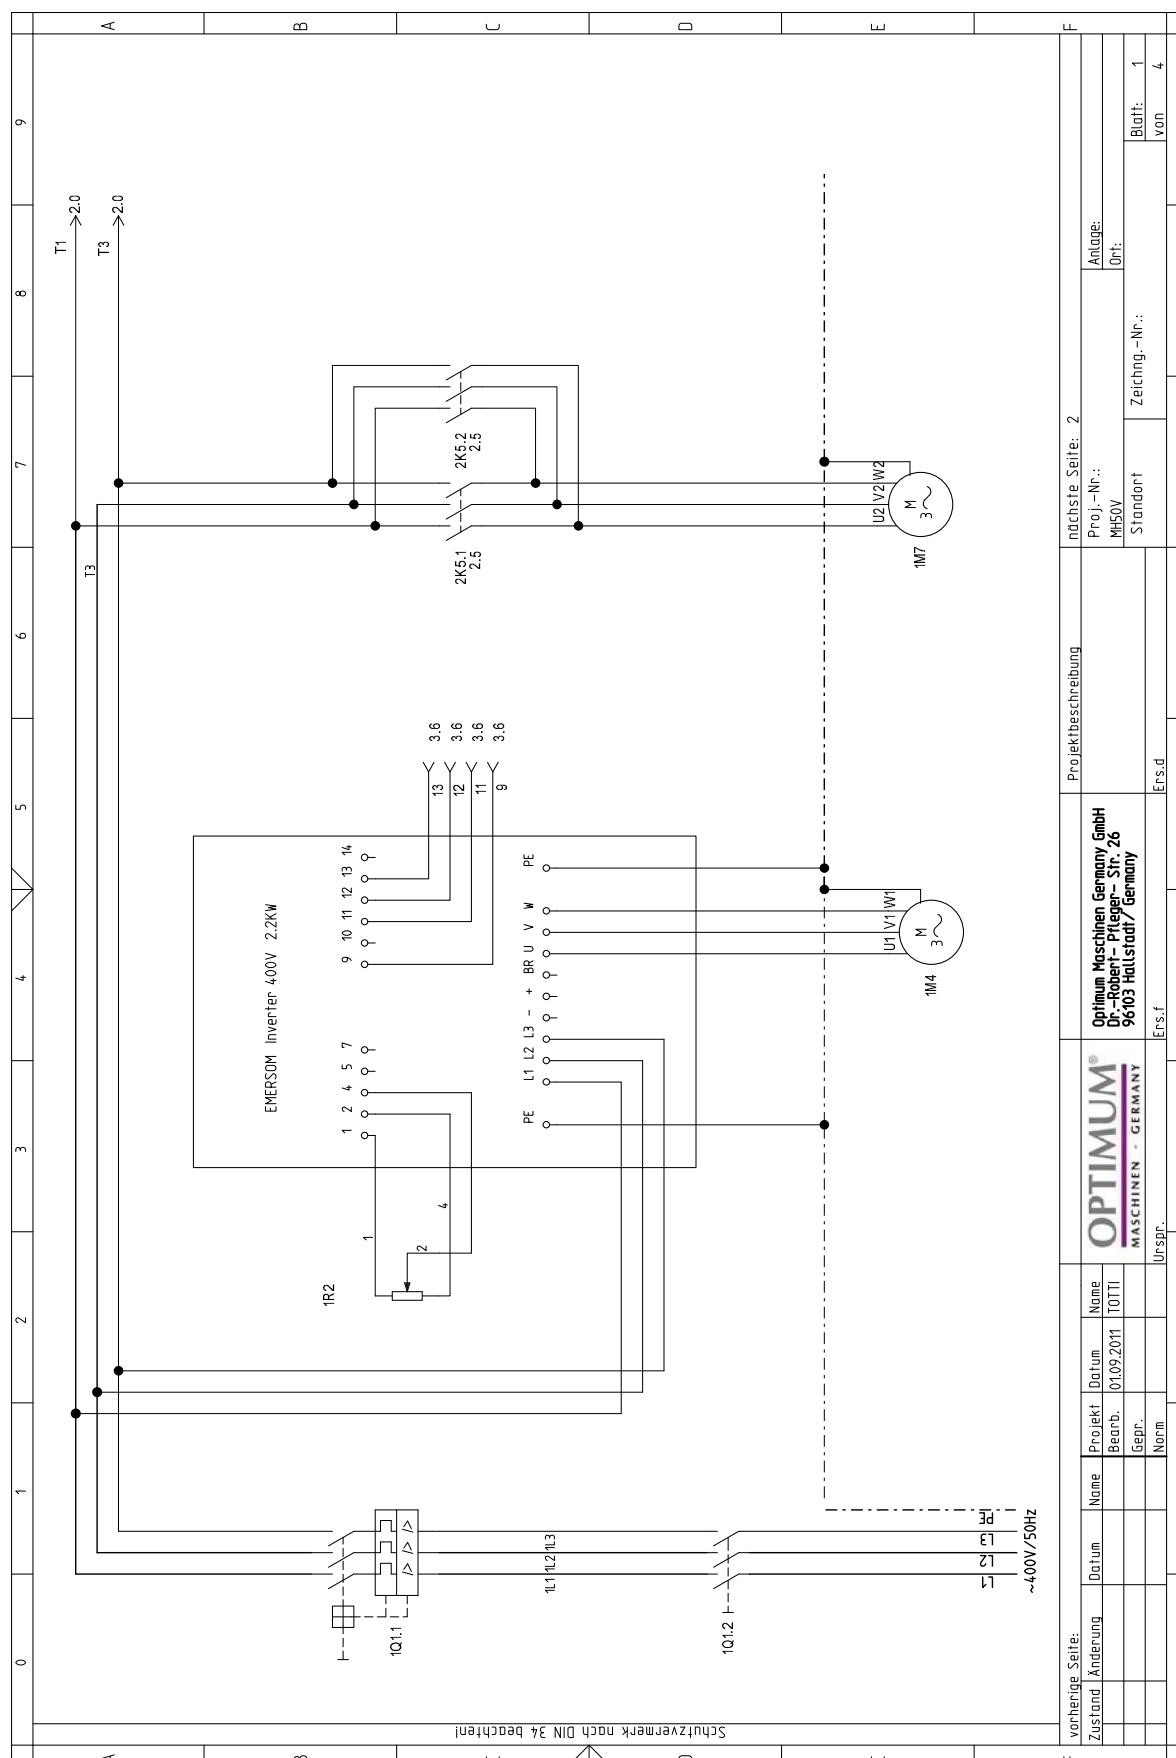 0 1 2 3 4 5 6 7 8 9
A
B
C
D
E
F
Schutzvermerk nach DIN 34 beachten!
T1
2.0
T3
2.0
T3
1Q1.1
I> I> I>
1L1 1L2 1L3
1Q1.2
L1
L2
L3
PE
~400V/50Hz
1R2
1
2
4
EMERSOM Inverter 400V 2.2KW
1 2 4 5 7 9 10 11 12 13 14
PE L1 L2 L3 - + BR U V W PE
13 3.6
12 3.6
11 3.6
9 3.6
U1 V1 W1
M
3~
1M4
2K5.1
2.5
2K5.2
2.5
U2 V2 W2
M
3~
1M7
vorherige Seite:
Zustand Änderung Datum Name
Projekt Datum Name
Bearb. 01.09.2011 TOTTI
Gepr.
Norm
Urspr.
Ers.f
Ers.d
OPTIMUM®
MASCHINEN - GERMANY
Optimum Maschinen Germany GmbH
Dr.-Robert- Pfleger- Str. 26
96103 Hallstadt/ Germany
Projektbeschreibung
nächste Seite: 2
Proj.-Nr.:
MH50V
Standort
Anlage:
Ort:
Zeichng.-Nr.:
Blatt: 1
von 4